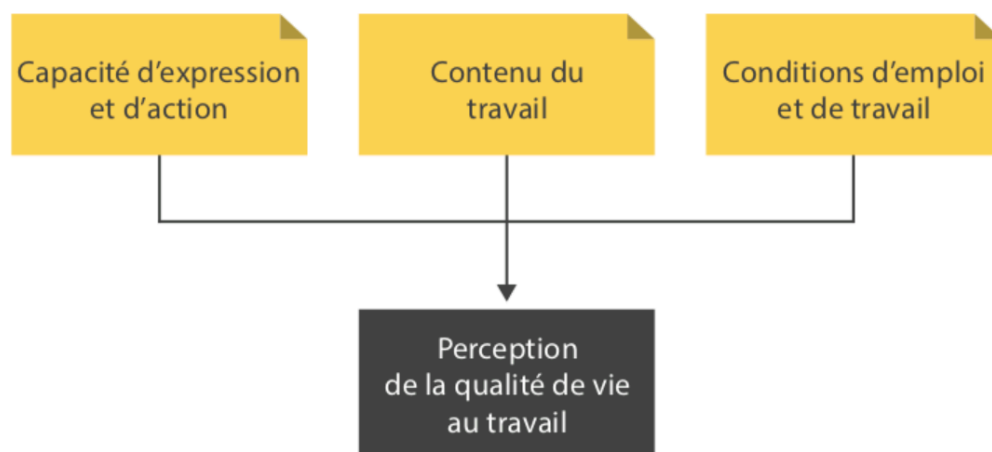 Capacité d’expression
et d’action
Contenu du
travail
Conditions d’emploi
et de travail
Perception
de la qualité de vie
au travail